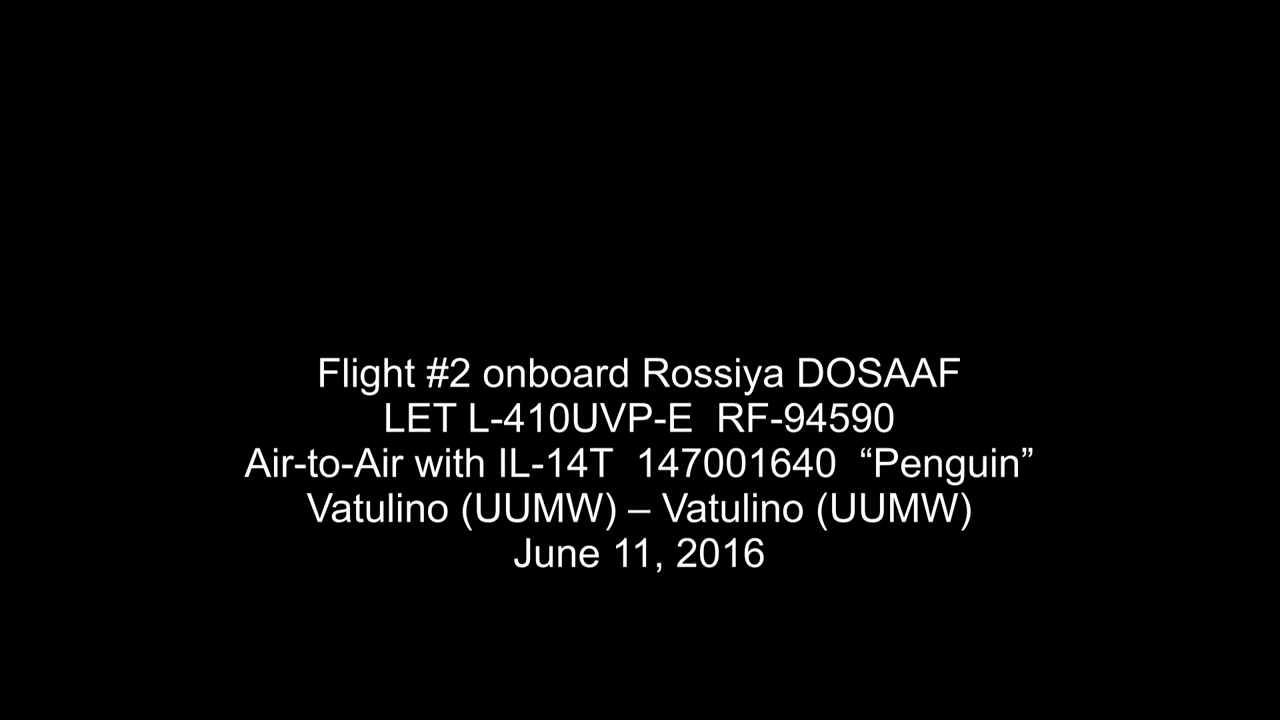 Flight #2 onboard Rossiya DOSAAF
LET L-410UVP-E  RF-94590
Air-to-Air with IL-14T  147001640  “Penguin”
Vatulino (UUMW) – Vatulino (UUMW)
June 11, 2016